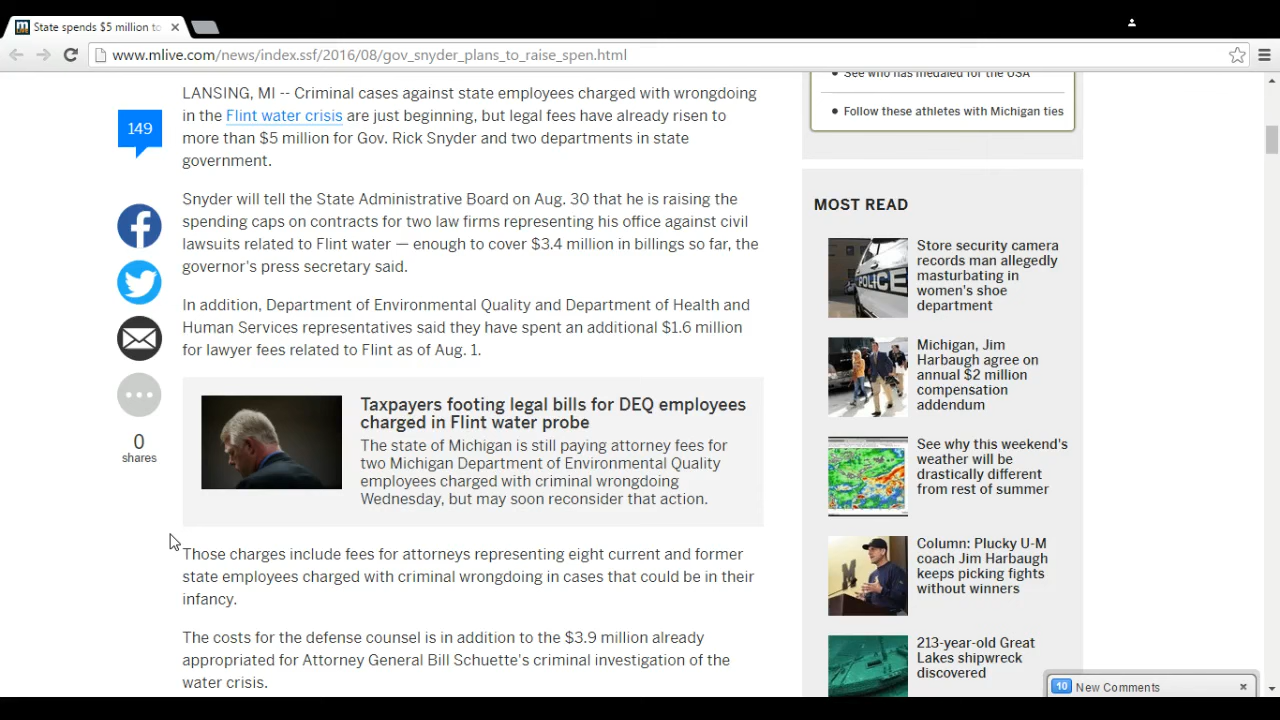 State spends $5 million to
www.mlive.com/news/index.ssf/2016/08/gov_snyder_plans_to_raise_spen.html
LANSING, MI -- Criminal cases against state employees charged with wrongdoing
in the Flint water crisis are just beginning, but legal fees have already risen to
more than $5 million for Gov. Rick Snyder and two departments in state
government.
149
Snyder will tell the State Administrative Board on Aug. 30 that he is raising the
spending caps on contracts for two law firms representing his office against civil
lawsuits related to Flint water — enough to cover $3.4 million in billings so far, the
governor's press secretary said.
In addition, Department of Environmental Quality and Department of Health and
Human Services representatives said they have spent an additional $1.6 million
for lawyer fees related to Flint as of Aug. 1.
0
shares
Taxpayers footing legal bills for DEQ employees
charged in Flint water probe
The state of Michigan is still paying attorney fees for
two Michigan Department of Environmental Quality
employees charged with criminal wrongdoing
Wednesday, but may soon reconsider that action.
Those charges include fees for attorneys representing eight current and former
state employees charged with criminal wrongdoing in cases that could be in their
infancy.
The costs for the defense counsel is in addition to the $3.9 million already
appropriated for Attorney General Bill Schuette's criminal investigation of the
water crisis.
See who has medaled for the USA
Follow these athletes with Michigan ties
MOST READ
POLICE
Store security camera
records man allegedly
masturbating in
women's shoe
department
Michigan, Jim
Harbaugh agree on
annual $2 million
compensation
addendum
See why this weekend's
weather will be
drastically different
from rest of summer
Column: Plucky U-M
coach Jim Harbaugh
keeps picking fights
without winners
213-year-old Great
Lakes shipwreck
discovered
10 New Comments